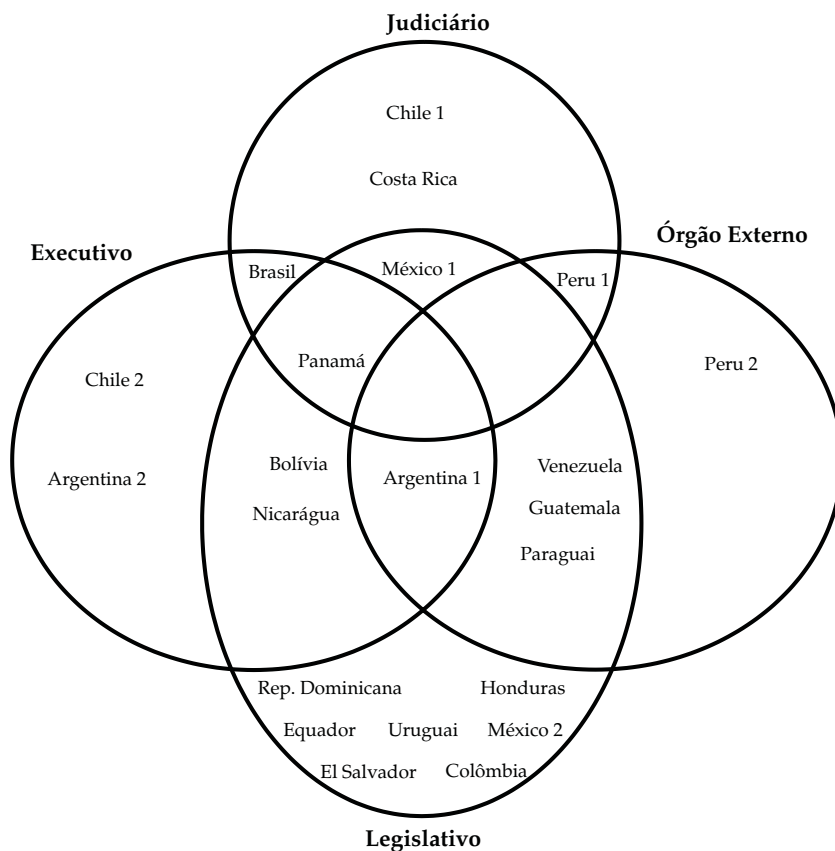 Judiciário
Chile 1
Costa Rica
Executivo
Órgão Externo
Brasil
México 1
Peru 1
Chile 2
Panamá
Peru 2
Argentina 2
Bolívia
Argentina 1
Venezuela
Nicarágua
Guatemala
Paraguai
Rep. Dominicana
Honduras
Equador
Uruguai
México 2
El Salvador
Colômbia
Legislativo